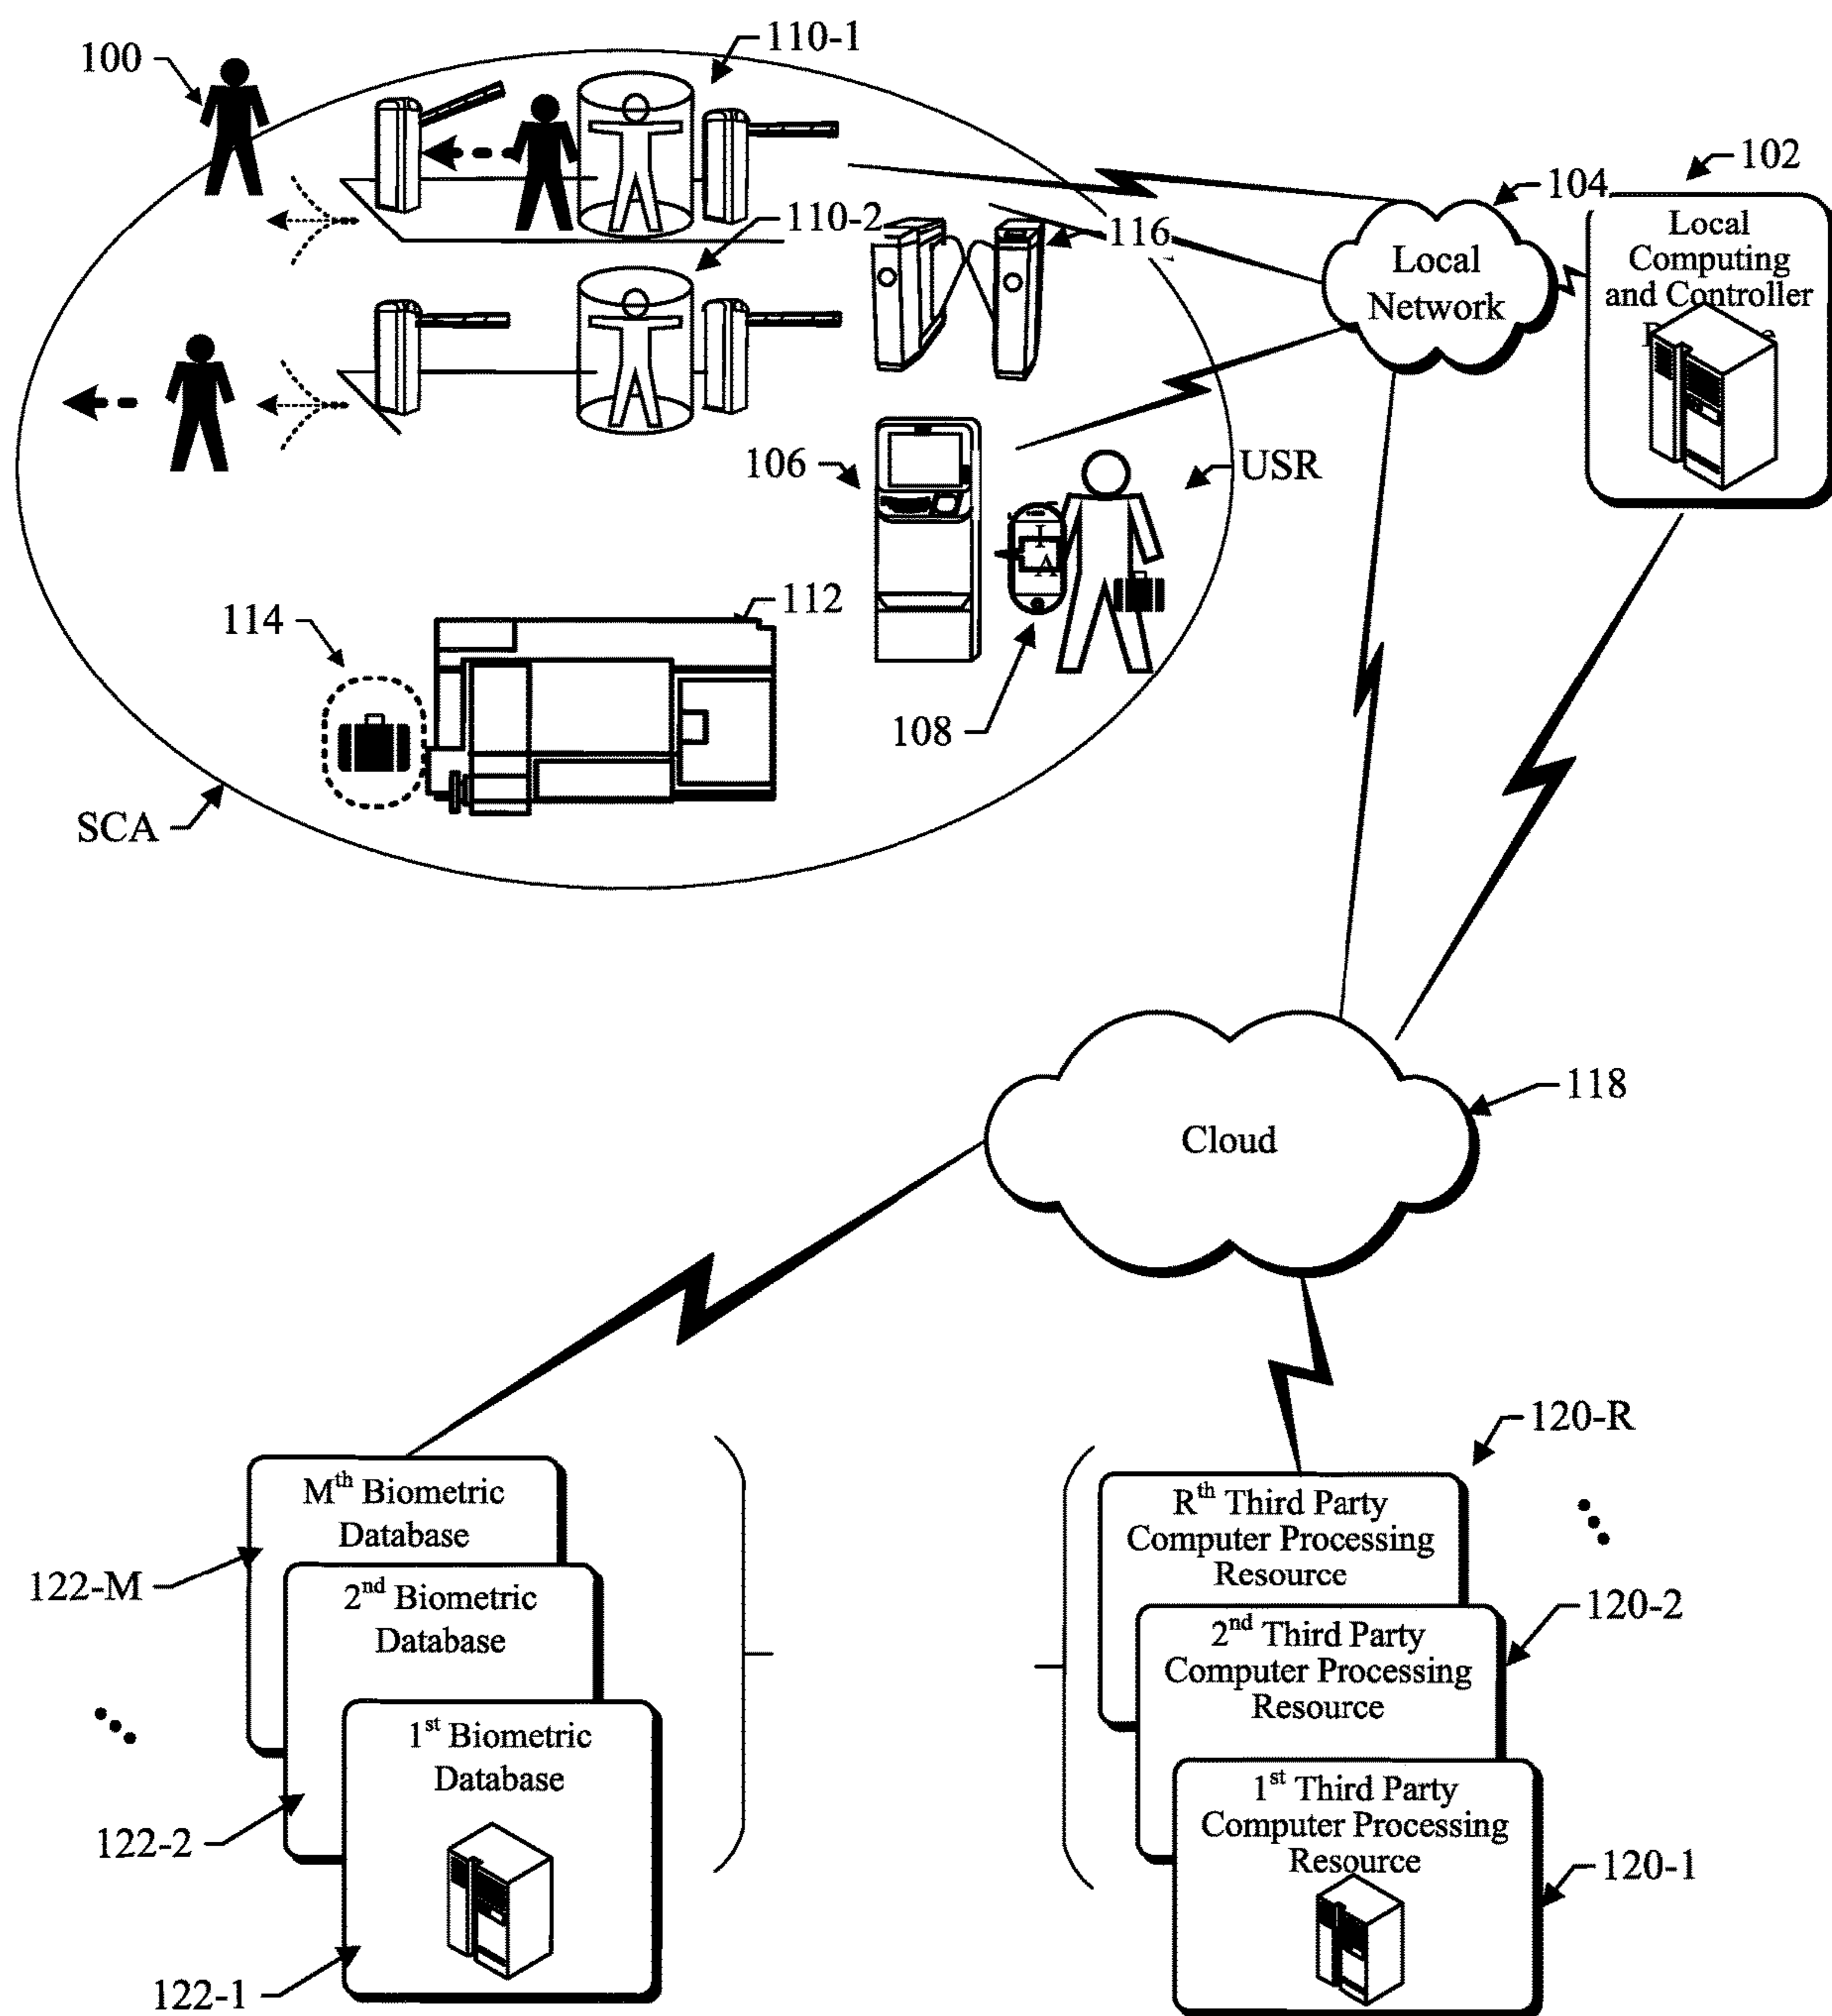 100
110-1
102
104
Local
Computing
and Controller
110-2
116
Local
Network
106
USR
I
A
114
112
108
SCA
118
Cloud
120-R
Mth Biometric
Database
Rth Third Party
Computer Processing
Resource
122-M
2nd Biometric
Database
120-2
2nd Third Party
Computer Processing
Resource
1st Biometric
Database
1st Third Party
Computer Processing
Resource
122-2
120-1
122-1